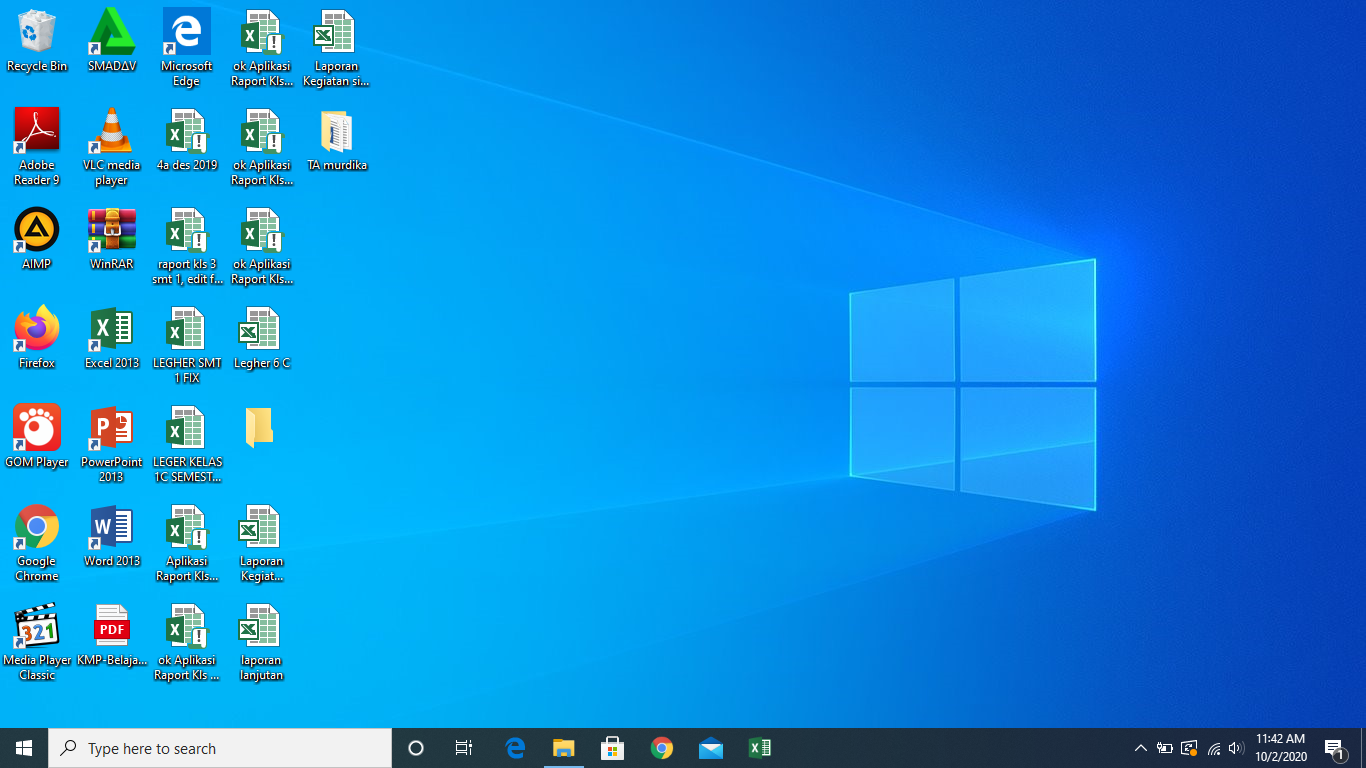 Recycle Bin
SMADΔV
Microsoft
Edge
ok Aplikasi
Raport Kls...
Laporan
Kegiatan si...
Adobe
Reader 9
VLC media
player
4a des 2019
ok Aplikasi
Raport Kls...
TA murdika
AIMP
WinRAR
raport kls 3
smt 1, edit f...
ok Aplikasi
Raport Kls...
Firefox
Excel 2013
LEGHER SMT
1 FIX
Legher 6 C
GOM Player
PowerPoint
2013
LEGER KELAS
1C SEMEST...
Google
Chrome
Word 2013
Aplikasi
Raport Kls...
Laporan
Kegiat...
321
Media Player
Classic
PDF
KMP-Belaja...
ok Aplikasi
Raport Kls ...
laporan
lanjutan
Type here to search
11:42 AM
10/2/2020
1